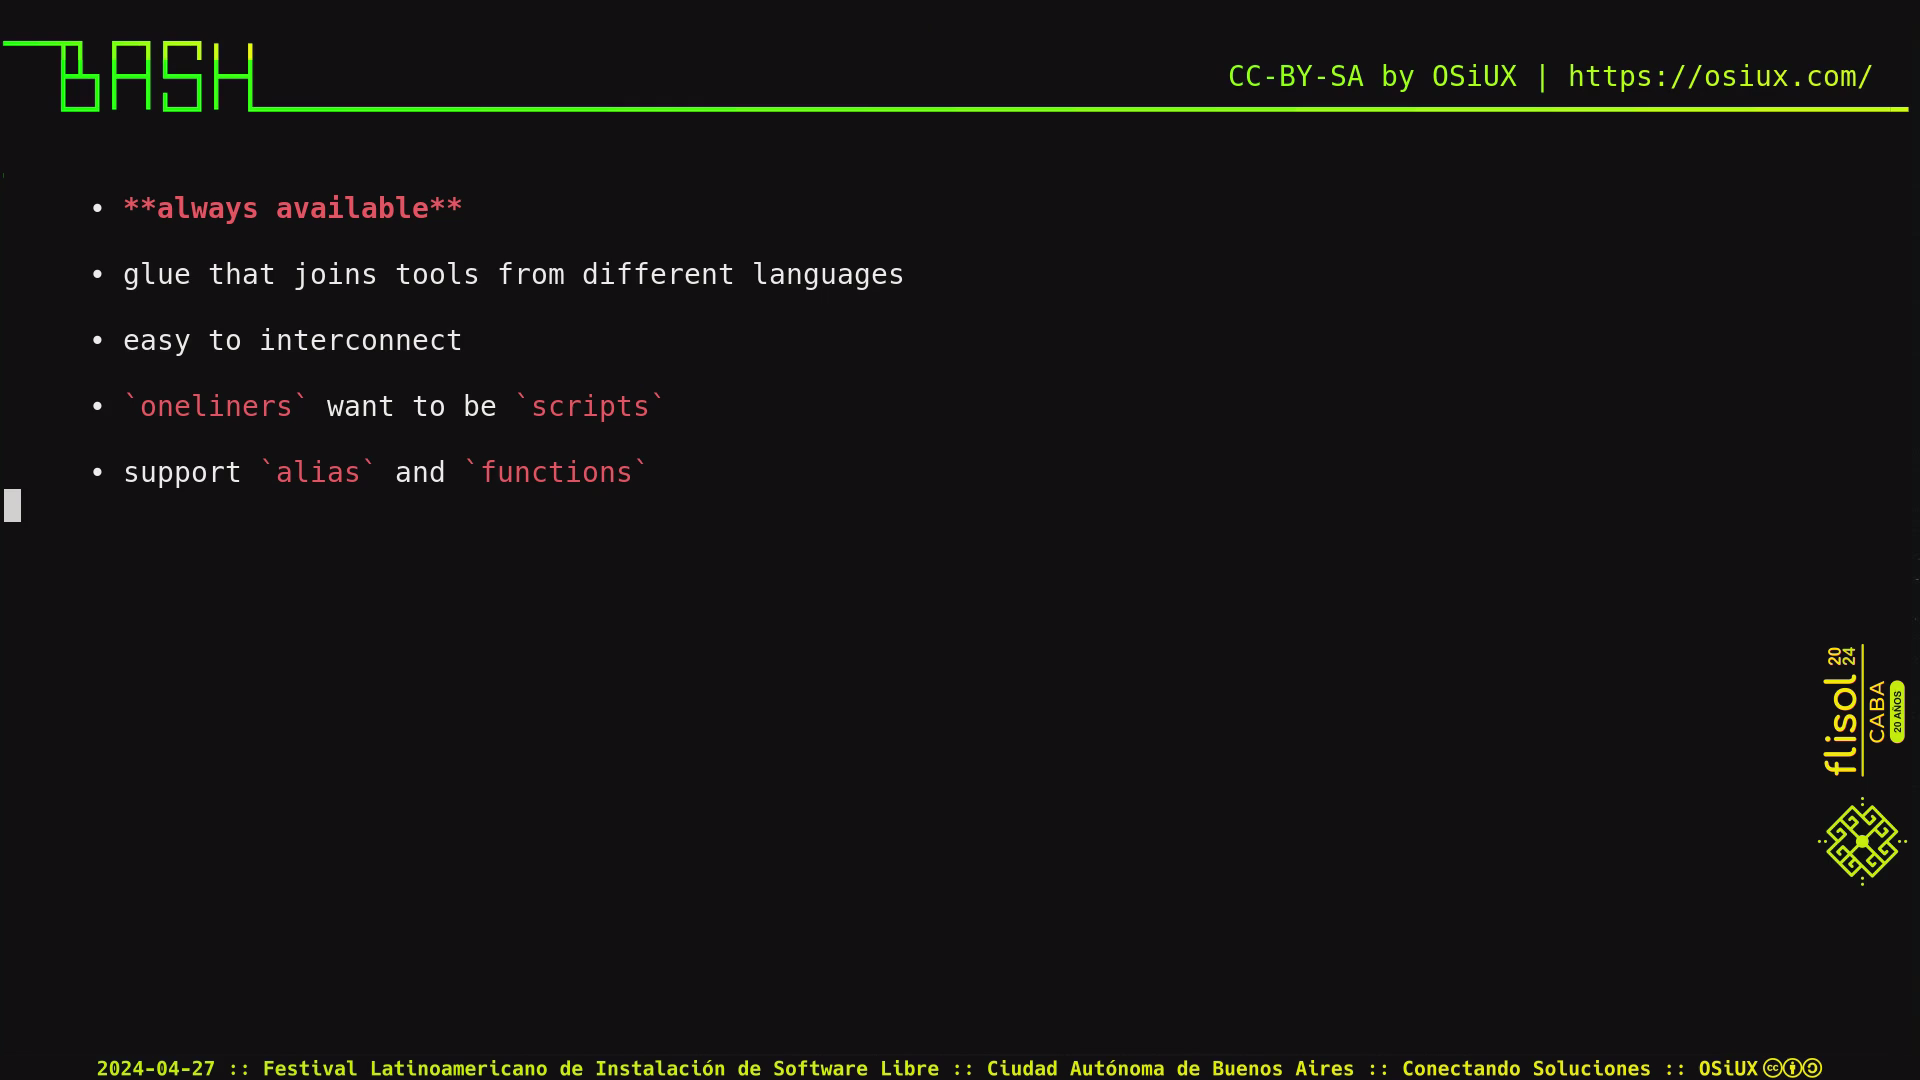 BASH
CC-BY-SA by OSiUX | https://osiux.com/
• **always available**
• glue that joins tools from different languages
• easy to interconnect
• `oneliners` want to be `scripts`
• support `alias` and `functions`
flisol 2024
CABA
20 AÑOS
2024-04-27 :: Festival Latinoamericano de Instalación de Software Libre :: Ciudad Autónoma de Buenos Aires :: Conectando Soluciones :: OSiUX